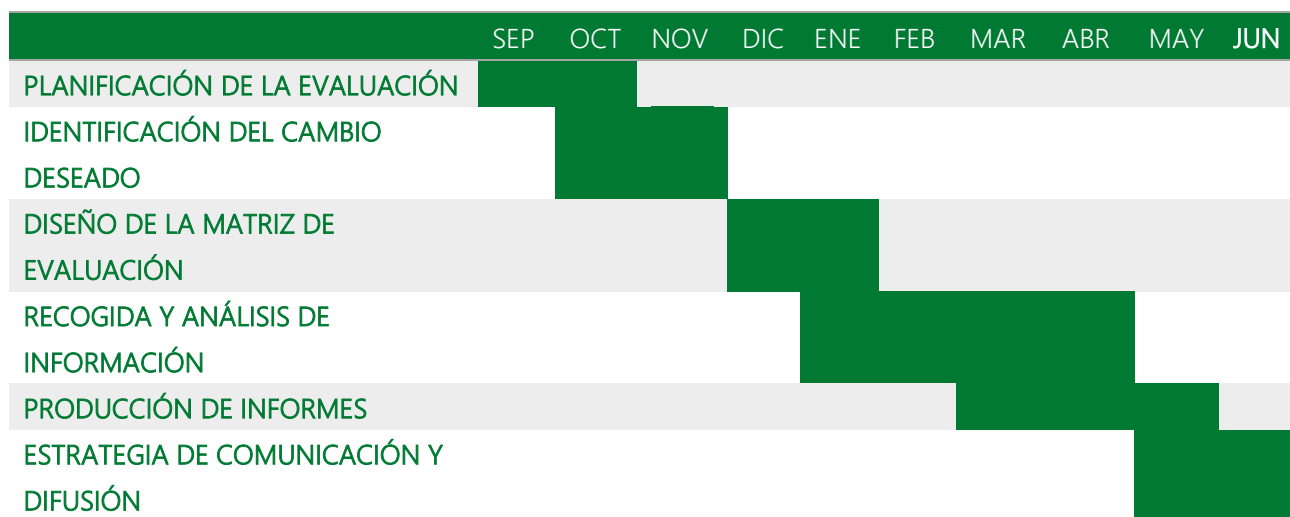 SEP OCT NOV DIC ENE FEB MAR ABR MAY JUN
PLANIFICACIÓN DE LA EVALUACIÓN
IDENTIFICACIÓN DEL CAMBIO
DESEADO
DISEÑO DE LA MATRIZ DE
EVALUACIÓN
RECOGIDA Y ANÁLISIS DE
INFORMACIÓN
PRODUCCIÓN DE INFORMES
ESTRATEGIA DE COMUNICACIÓN Y
DIFUSIÓN